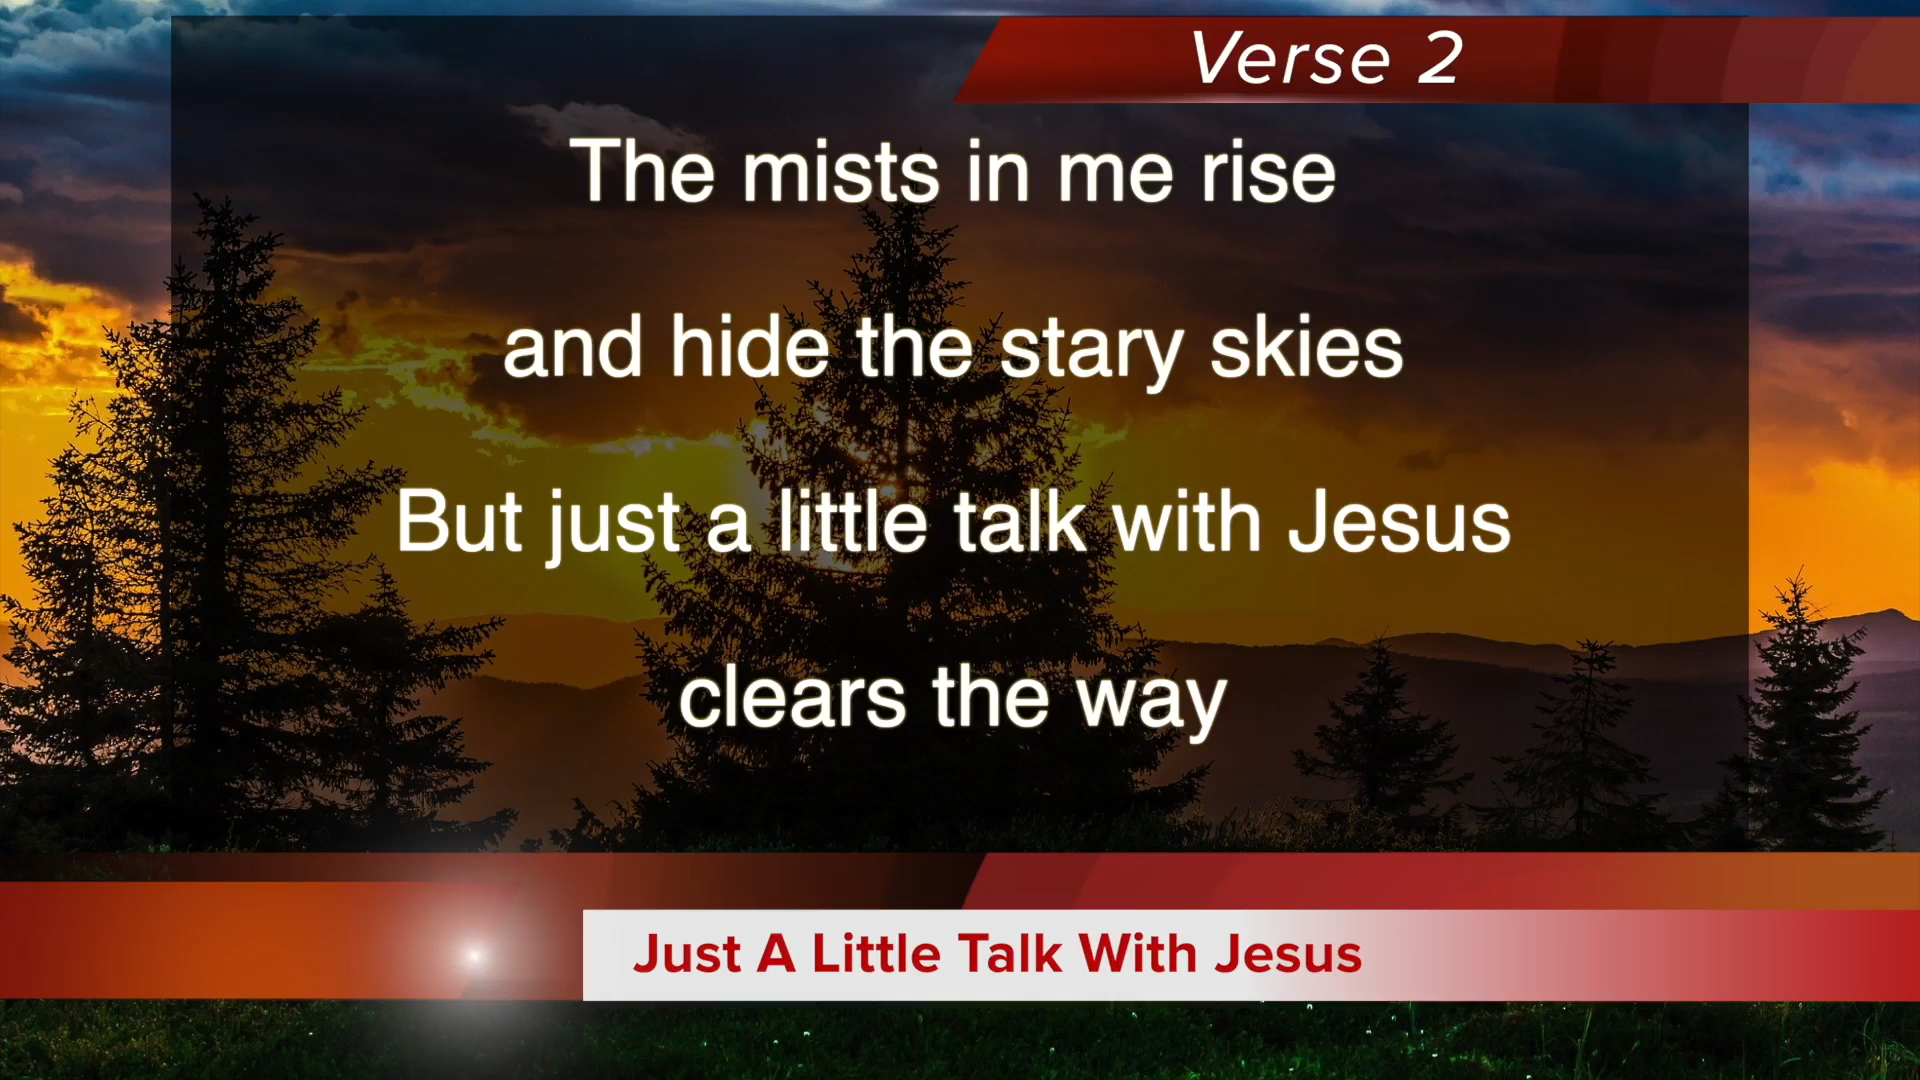 Verse 2
The mists in me rise
and hide the stary skies
But just a little talk with Jesus
clears the way
Just A Little Talk With Jesus